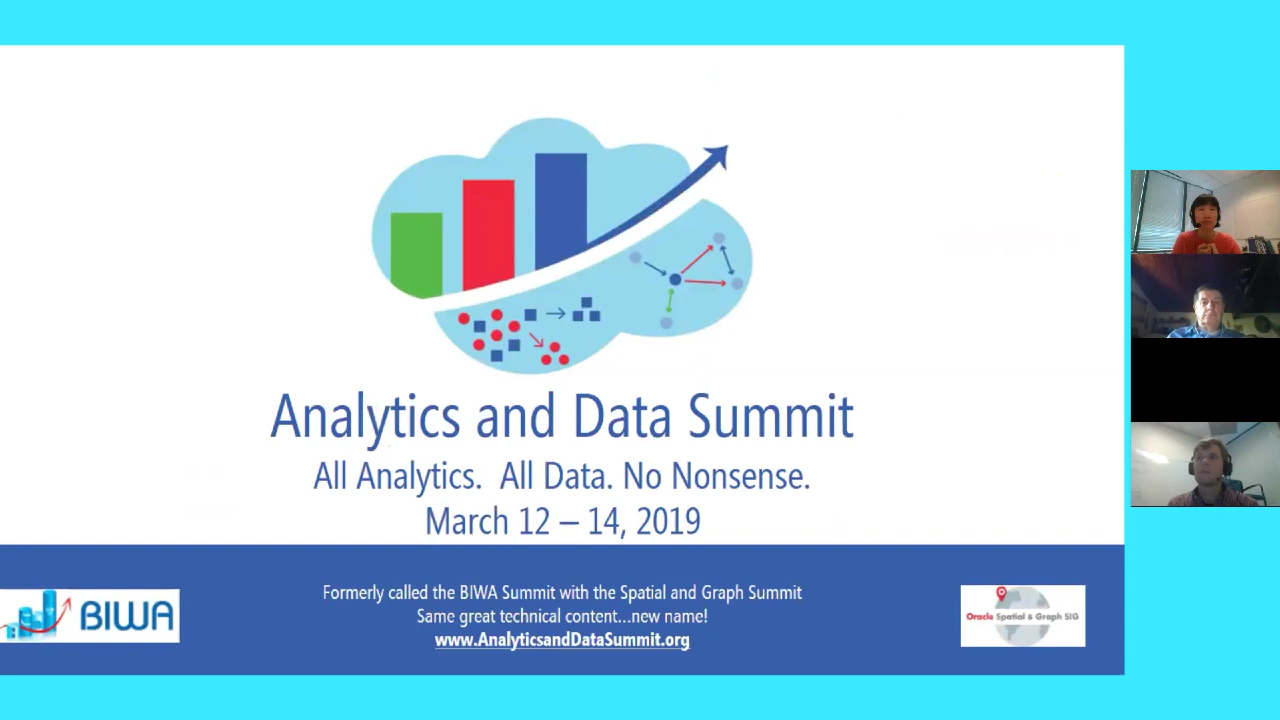 Analytics and Data Summit
All Analytics.  All Data. No Nonsense.
March 12 – 14, 2019
Formerly called the BIWA Summit with the Spatial and Graph Summit
Same great technical content...new name!
www.AnalyticsandDataSummit.org
BIWA
Oracle Spatial & Graph SIG